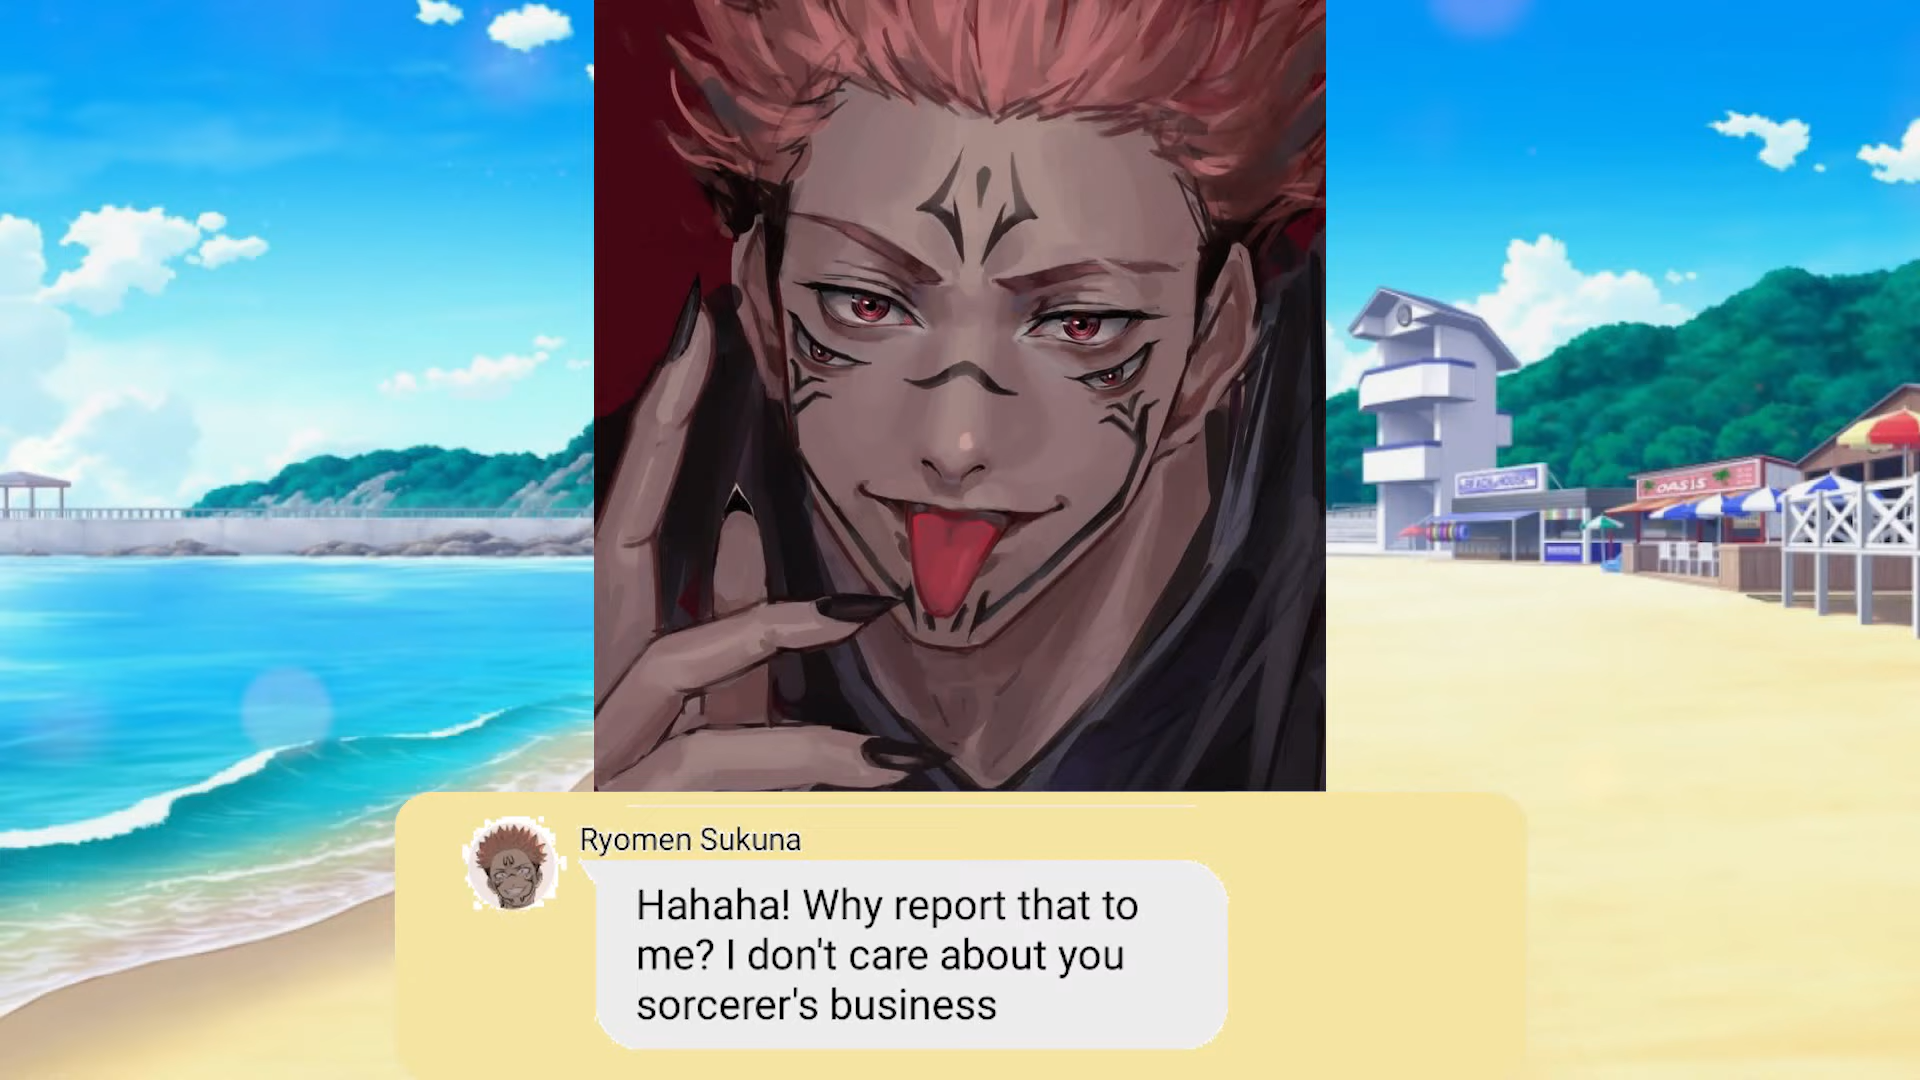 OASIS
Ryomen Sukuna
Hahaha! Why report that to
me? I don't care about you
sorcerer's business